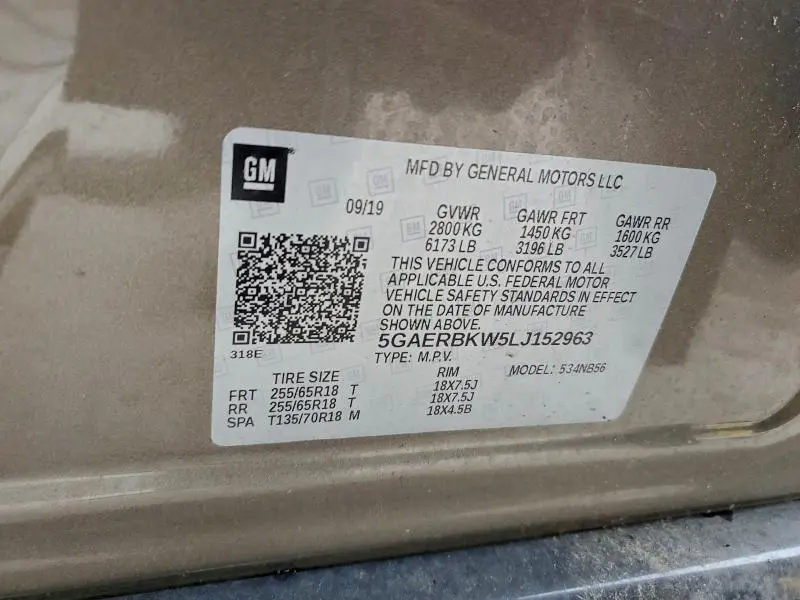 GM
MFD BY GENERAL MOTORS LLC
09/19
GVWR GAWR FRT GAWR RR
2800 KG 1450 KG 1600 KG
6173 LB 3196 LB 3527 LB
THIS VEHICLE CONFORMS TO ALL
APPLICABLE U.S. FEDERAL MOTOR
VEHICLE SAFETY STANDARDS IN EFFECT
ON THE DATE OF MANUFACTURE
SHOWN ABOVE.
5GAERBKW5LJ152963
318E
TYPE: M.P.V. MODEL: 534NB56
TIRE SIZE RIM
FRT 255/65R18 T 18X7.5J
RR 255/65R18 T 18X7.5J
SPA T135/70R18 M 18X4.5B